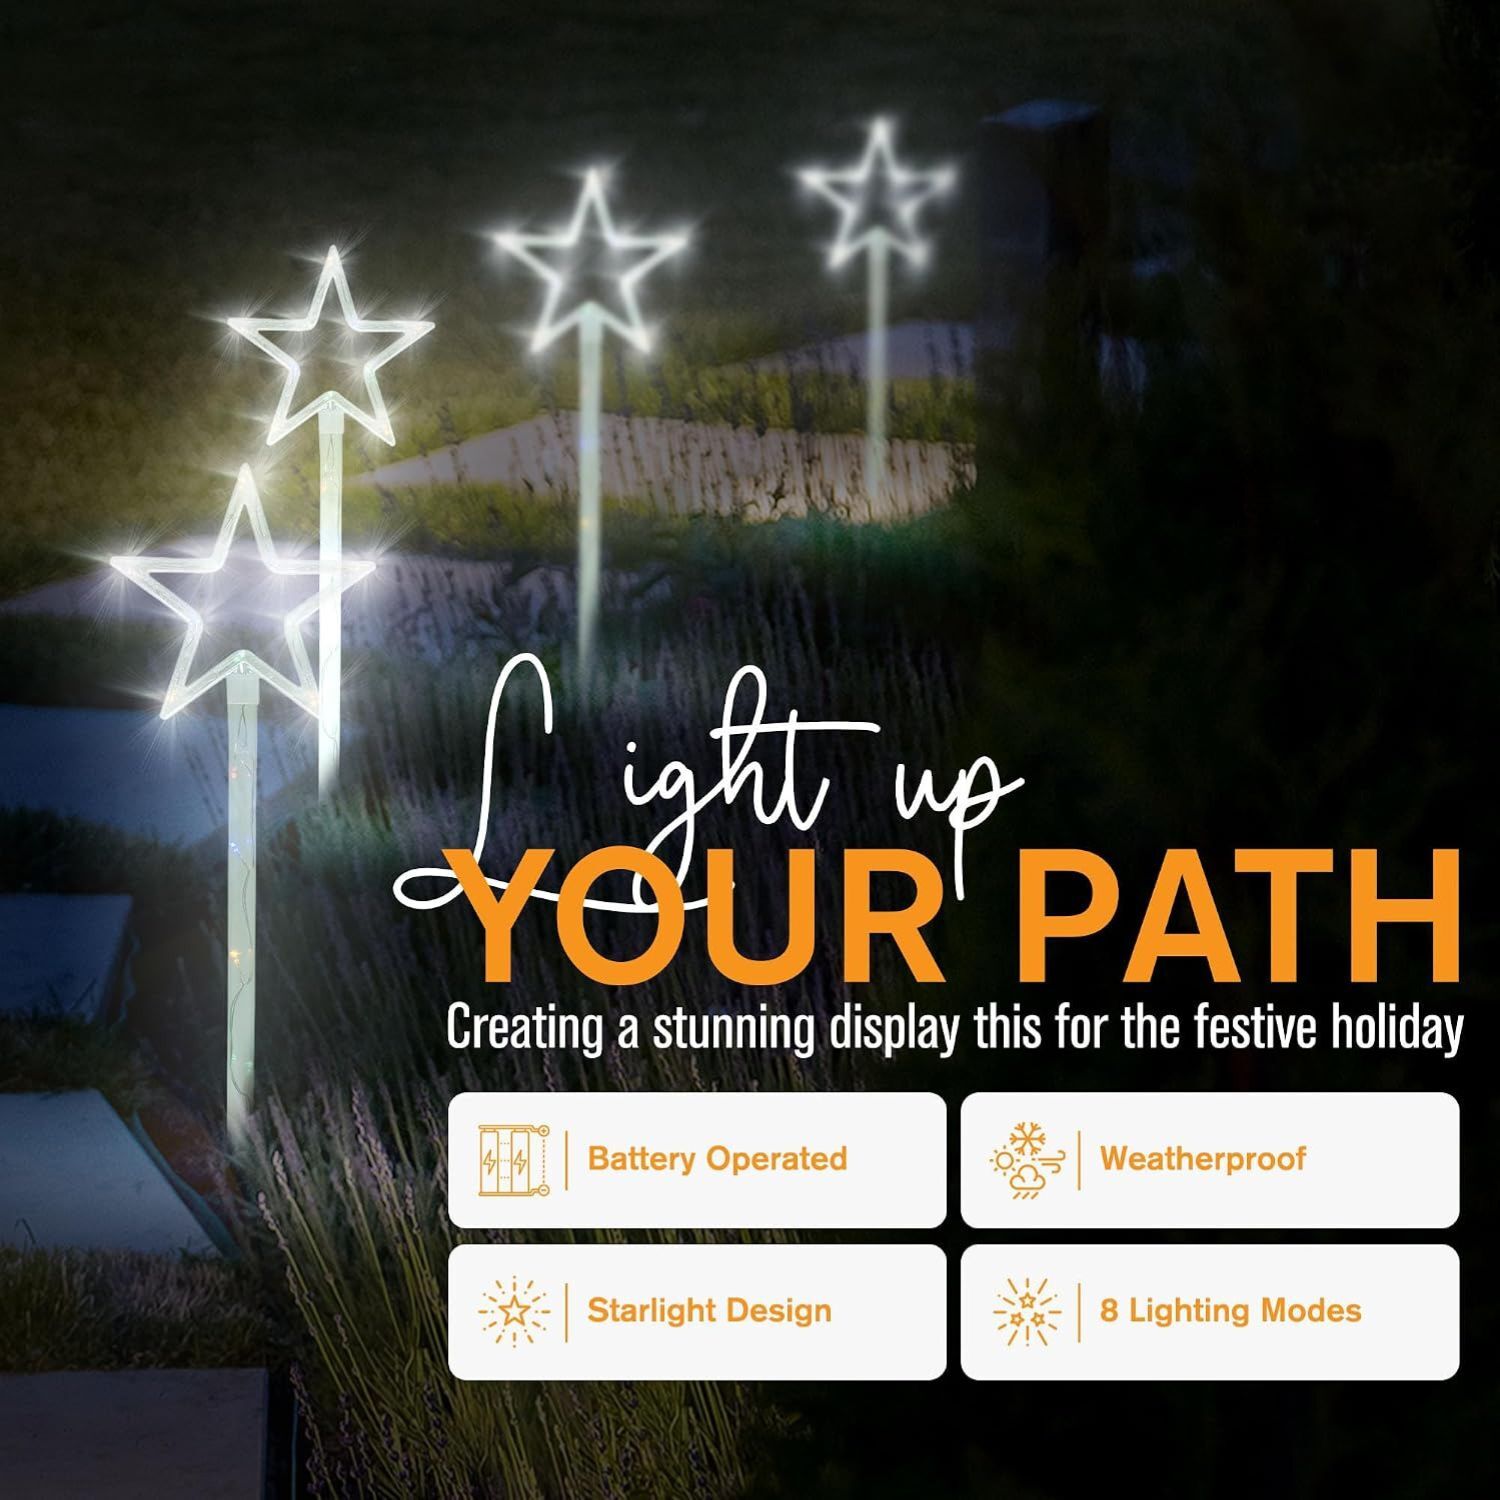 Light up
YOUR PATH
Creating a stunning display this for the festive holiday
Battery Operated
Weatherproof
Starlight Design
8 Lighting Modes